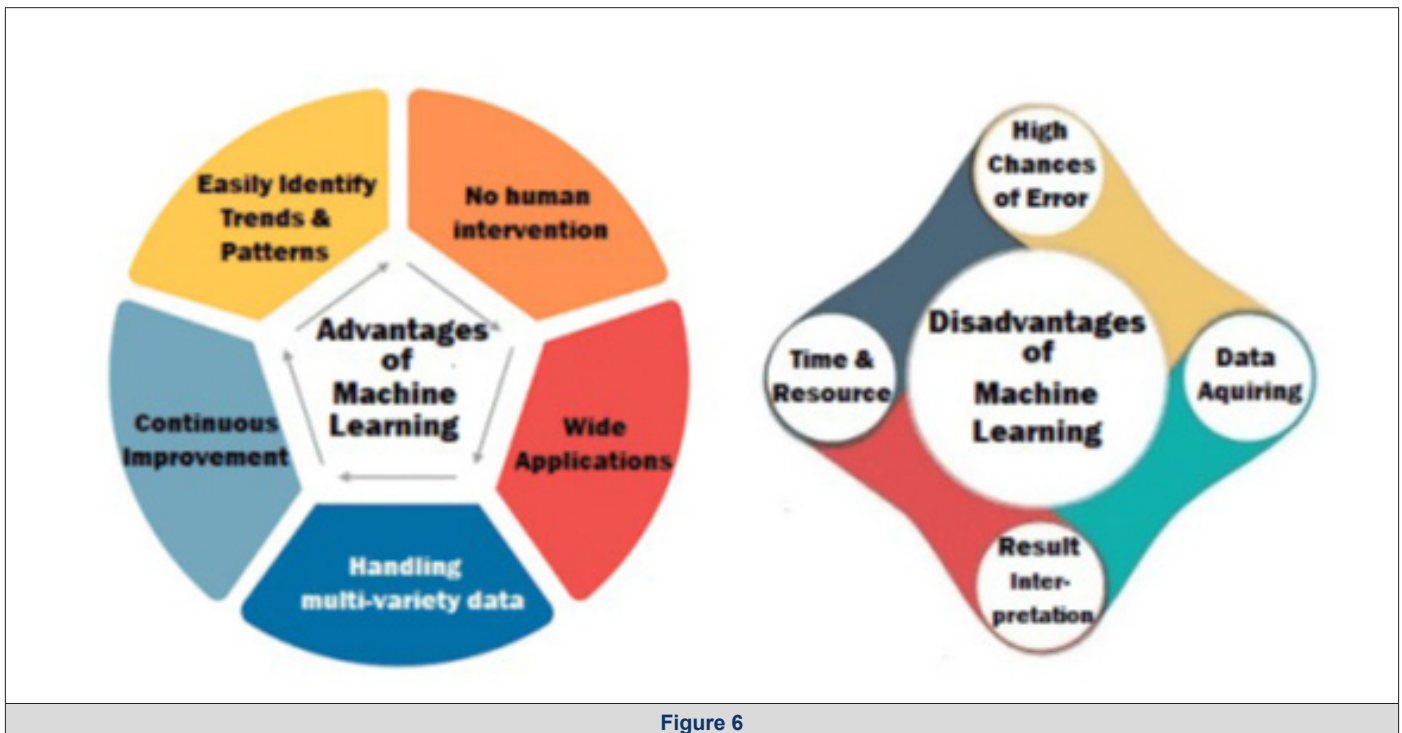 Easily Identify
Trends &
Patterns
No human
intervention
Wide
Applications
Handling
multi-variety data
Continuous
Improvement
Advantages
of
Machine
Learning
High
Chances
of Error
Data
Aquiring
Result
Inter-
pretation
Time &
Resource
Disadvantages
of
Machine
Learning
Figure 6